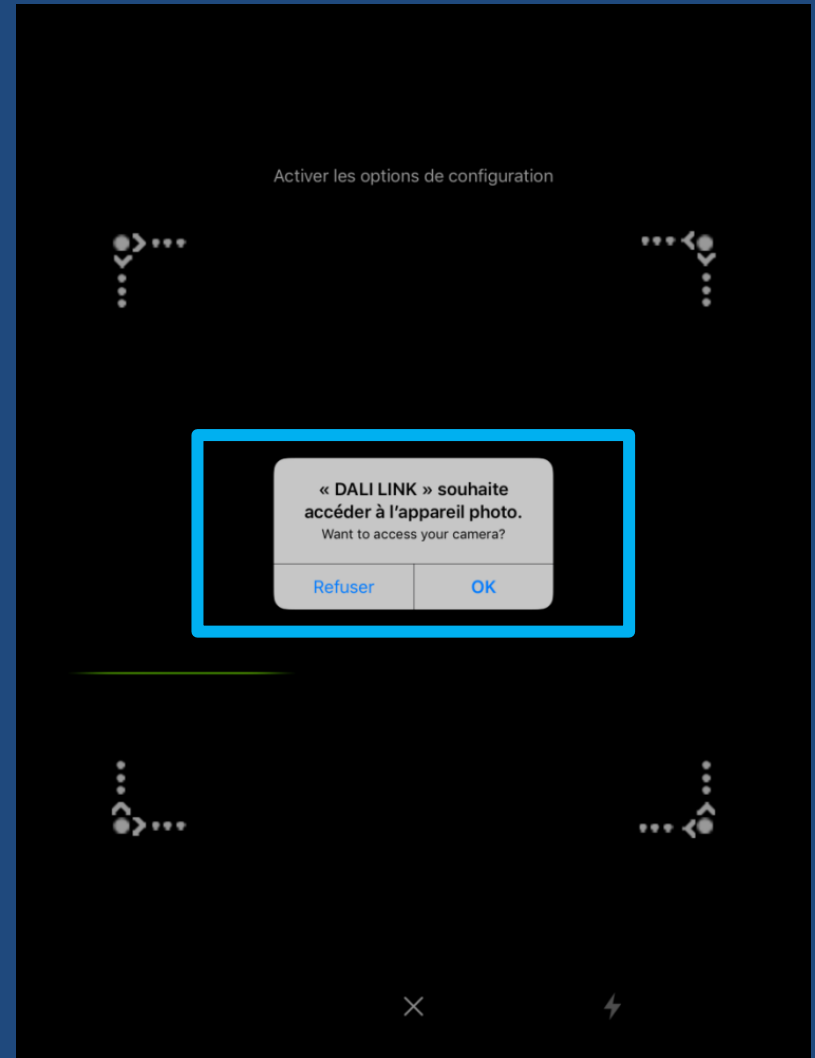 Activer les options de configuration
« DALI LINK » souhaite
accéder à l’appareil photo.
Want to access your camera?
Refuser OK